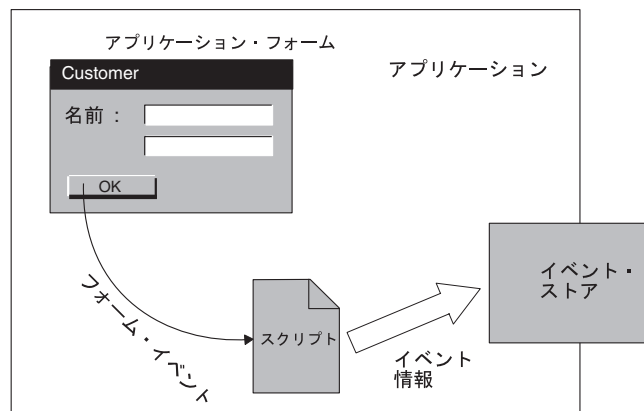 アプリケーション・フォーム
アプリケーション
Customer
名前 :
OK
フォーム・イベント
スクリプト
イベント
情報
イベント・
ストア